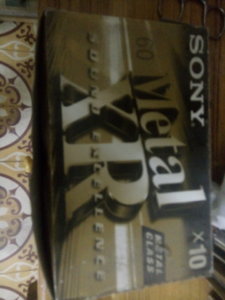 SONY
x10
Metal
60
XR
SOUND EXCELLENCE
METAL
CLASS